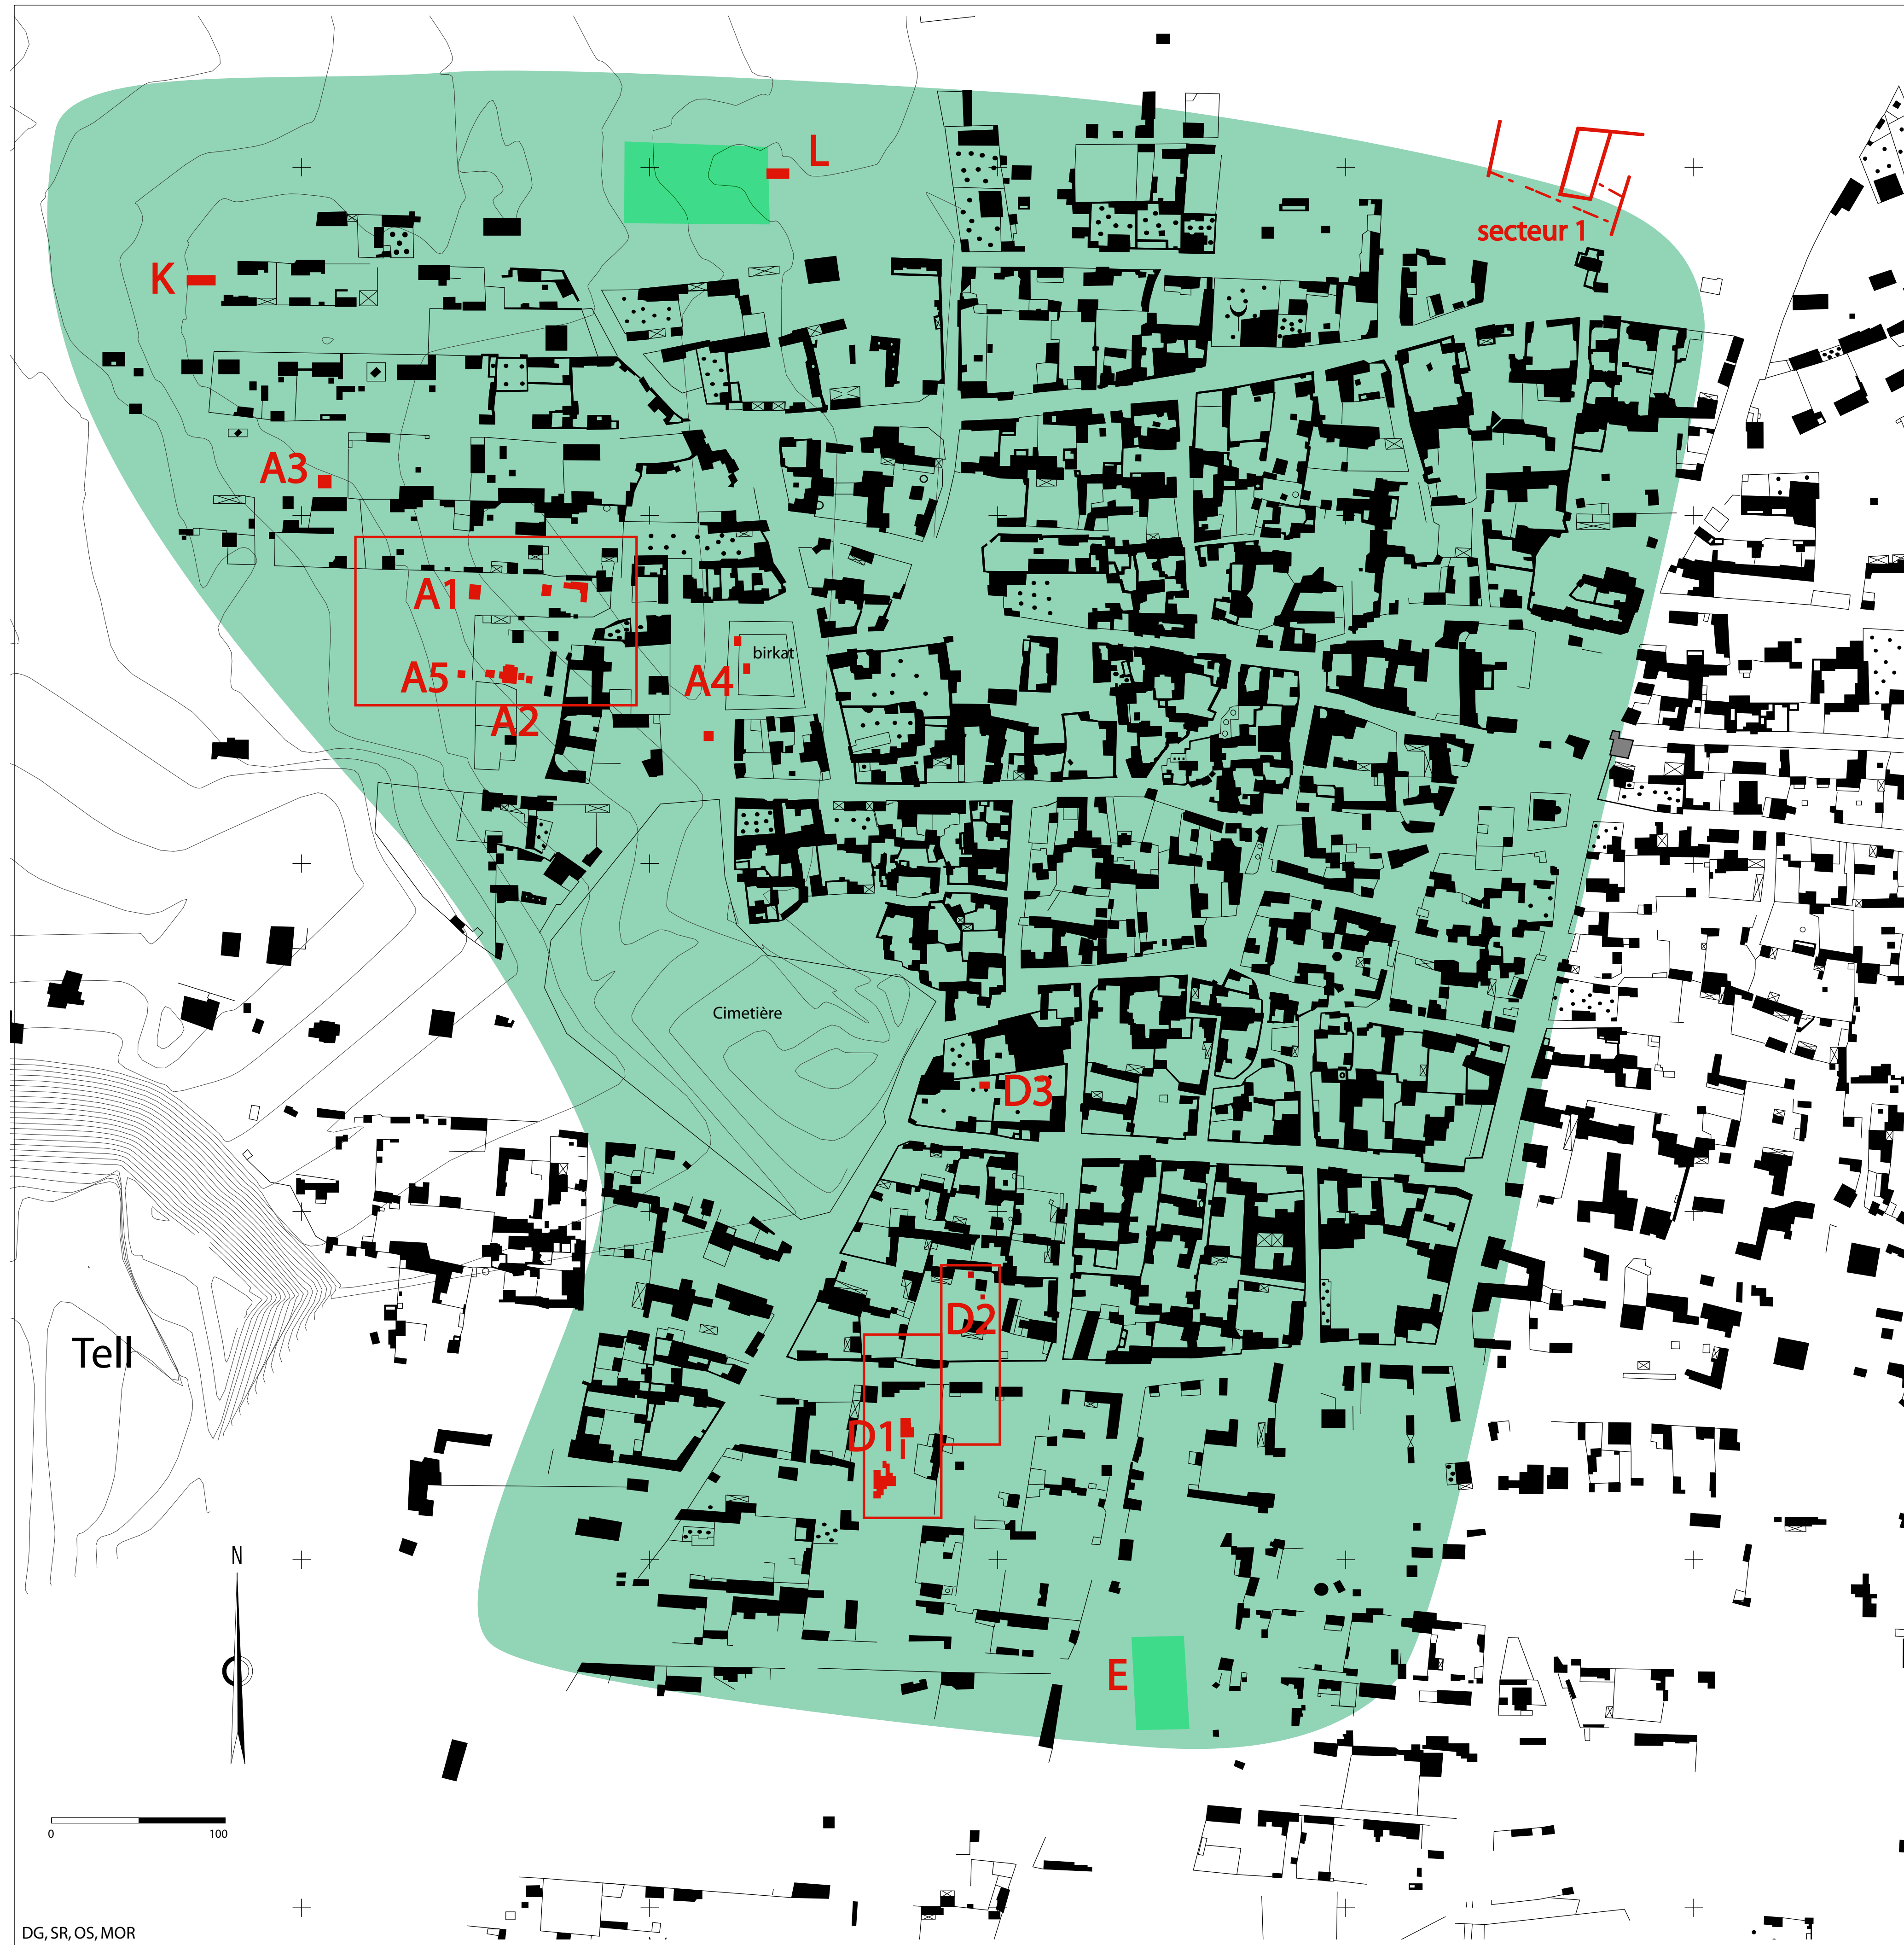 L
secteur 1
K
A3
A1
birkat
A5
A4
A2
Cimetière
D3
D2
Tell
D1
N
E
0 100
DG, SR, OS, MOR